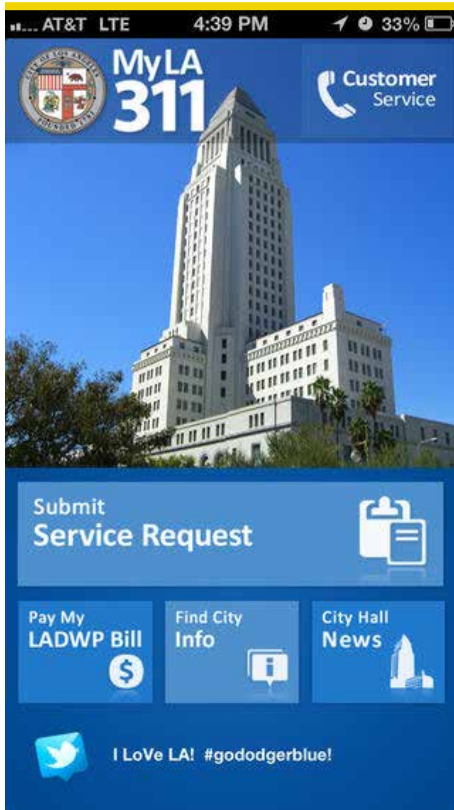 AT&T LTE 4:39 PM 33%
MyLA
311
Customer
Service
Submit
Service Request
Pay My
LADWP Bill
$
Find City
Info
i
City Hall
News
I LoVe LA! #gododgerblue!